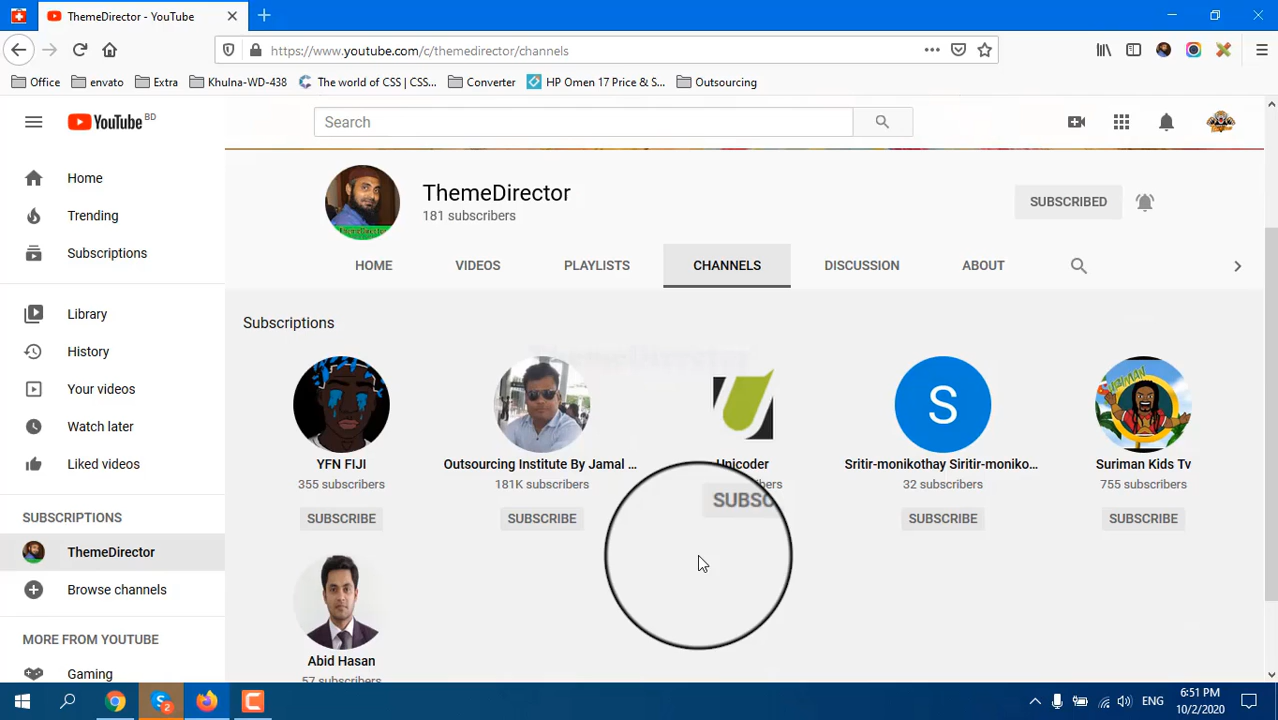 ThemeDirector - YouTube
https://www.youtube.com/c/themedirector/channels
Office
envato
Extra
Khulna-WD-438
The world of CSS | [CSS...
Converter
HP Omen 17 Price & S...
Outsourcing
YouTube BD
Search
ThemeDirector
181 subscribers
SUBSCRIBED
HOME
VIDEOS
PLAYLISTS
CHANNELS
DISCUSSION
ABOUT
Home
Trending
Subscriptions
Library
History
Your videos
Watch later
Liked videos
SUBSCRIPTIONS
ThemeDirector
Browse channels
MORE FROM YOUTUBE
Gaming
Subscriptions
YFN FIJI
355 subscribers
SUBSCRIBE
Outsourcing Institute By Jamal ...
181K subscribers
SUBSCRIBE
Unicoder
SUBSC
Sritir-monikothay Siritir-moniko...
32 subscribers
SUBSCRIBE
Suriman Kids Tv
755 subscribers
SUBSCRIBE
Abid Hasan
57 subscribers
ENG
6:51 PM
10/2/2020